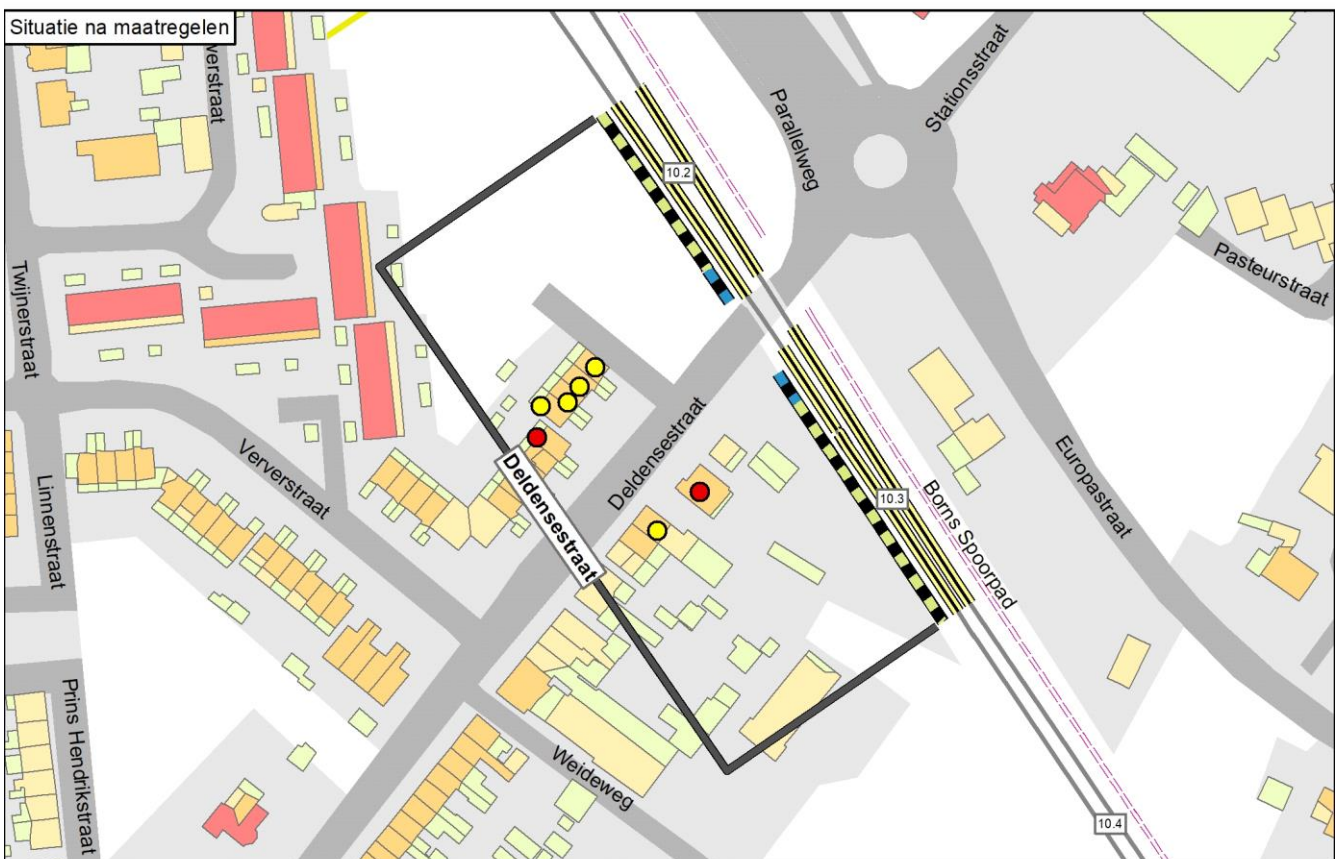 Situatie na maatregelen
Stationsstraat
Parallelweg
10.2
Pasteurstraat
Twijnerstraat
Deldensestraat
Ververstraat
Linnenstraat
Deldensestraat
10.3
Borns Spoorpad
Europastraat
Prins Hendrikstraat
Weideweg
10.4